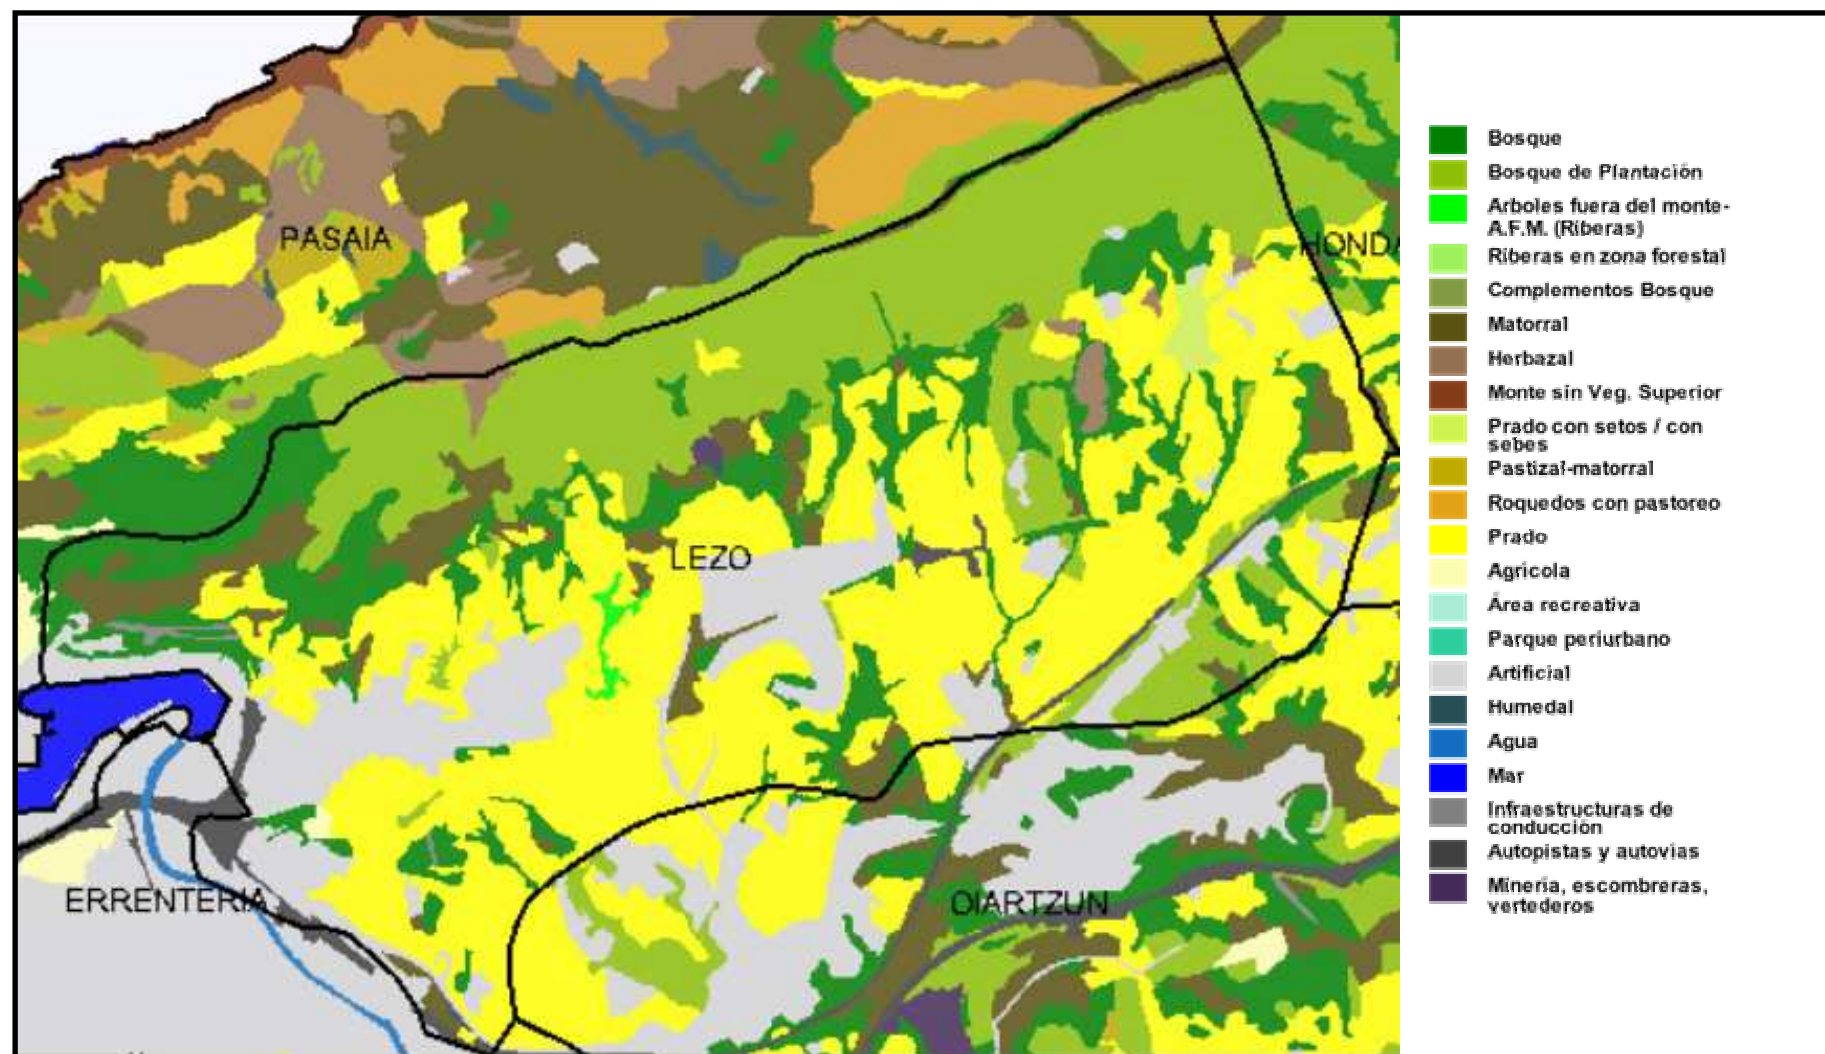 PASAIA
HONDA
LEZO
ERRENTERIA
OIARTZUN
Bosque
Bosque de Plantación
Arboles fuera del monte-
A.F.M. (Riberas)
Riberas en zona forestal
Complementos Bosque
Matorral
Herbazal
Monte sin Veg. Superior
Prado con setos / con
sebes
Pastizal-matorral
Roquedos con pastoreo
Prado
Agrícola
Área recreativa
Parque periurbano
Artificial
Humedal
Agua
Mar
Infraestructuras de
conducción
Autopistas y autovías
Minería, escombreras,
vertederos